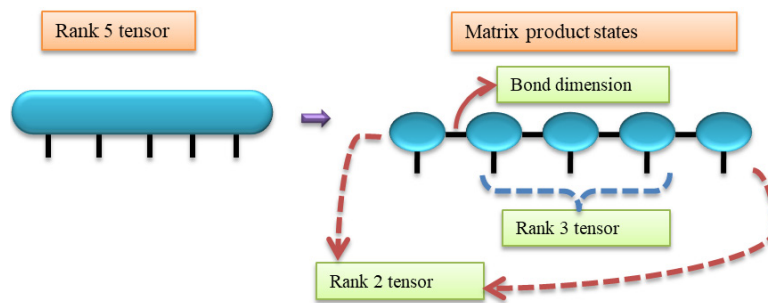 Rank 5 tensor
Matrix product states
Bond dimension
Rank 3 tensor
Rank 2 tensor